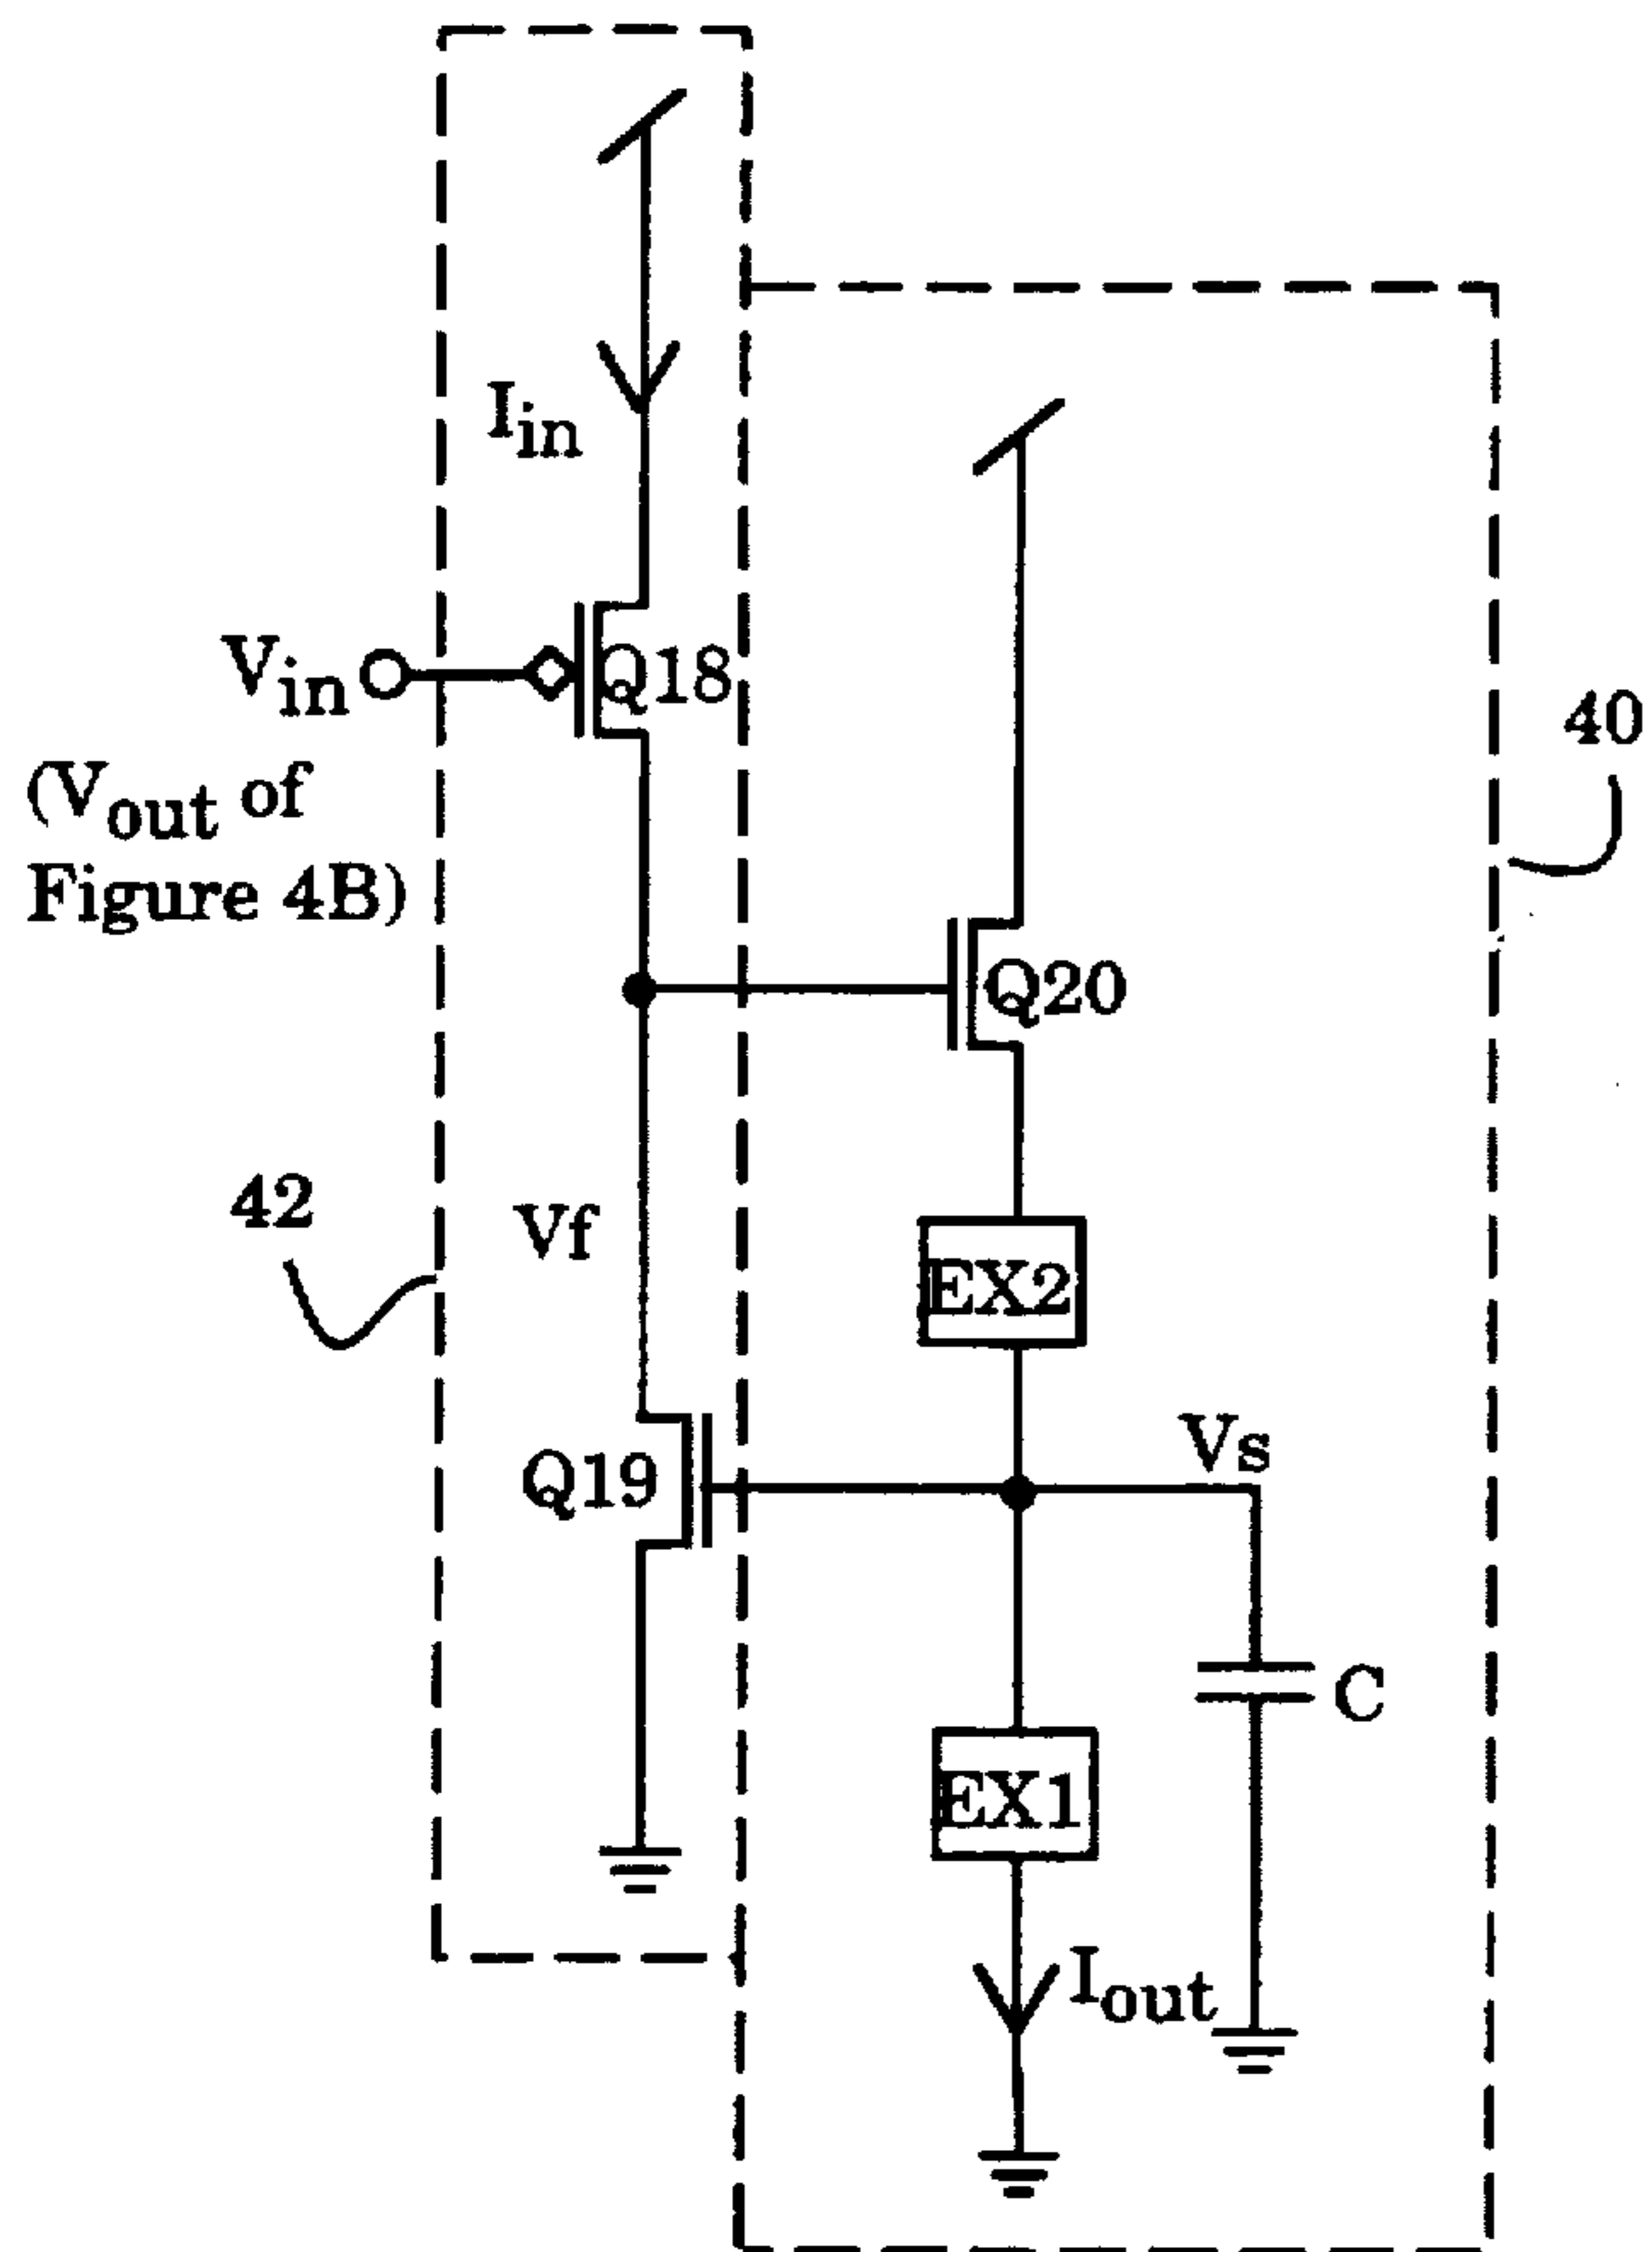 I_in
V_in
Q18
40
(V_out of
Figure 4B)
Q20
42
Vf
EX2
Vs
Q19
C
EX1
I_out